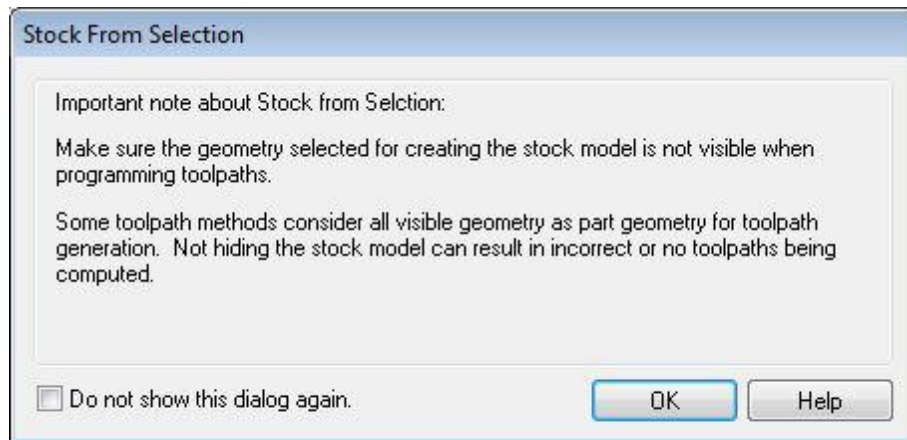 Stock From Selection
Important note about Stock from Selction:
Make sure the geometry selected for creating the stock model is not visible when
programming toolpaths.
Some toolpath methods consider all visible geometry as part geometry for toolpath
generation.  Not hiding the stock model can result in incorrect or no toolpaths being
computed.
Do not show this dialog again.
OK
Help